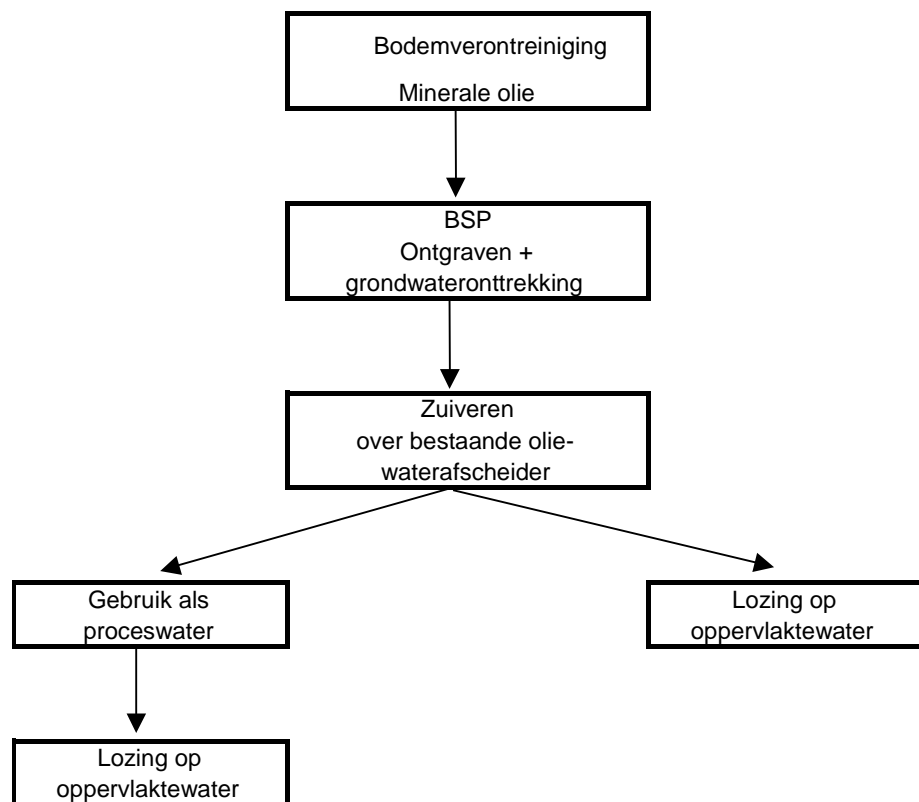 Bodemverontreiniging
Minerale olie
BSP
Ontgraven +
grondwateronttrekking
Zuiveren
over bestaande olie-
waterafscheider
Gebruik als
proceswater
Lozing op
oppervlaktewater
Lozing op
oppervlaktewater